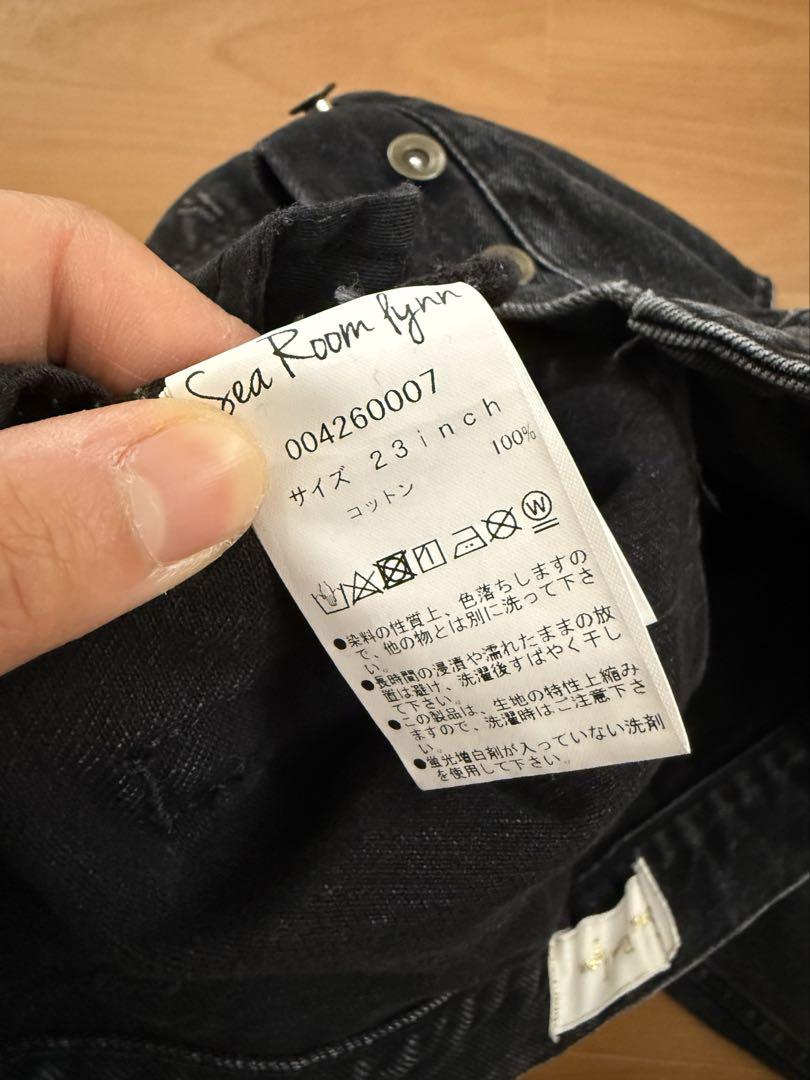 Sea Room lynn
004260007
サイズ 23inch
コットン 100%
W
●染料の性質上、色落ちしますの
で、他の物とは別に洗って下さ
い。
●長時間の浸漬や濡れたままの放
置は避け、洗濯後すばやく干し
て下さい。
●この製品は、生地の特性上縮み
ますので、洗濯時はご注意下さ
い。
●蛍光増白剤が入っていない洗剤
を使用して下さい。